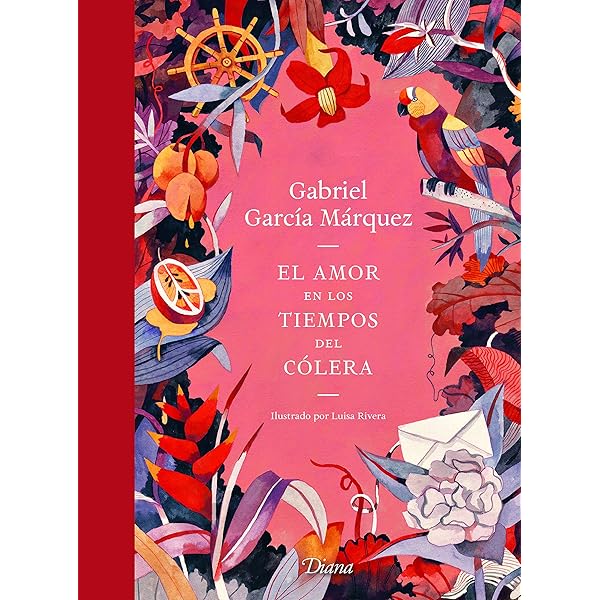 Gabriel
García Márquez
EL AMOR
EN LOS
TIEMPOS
DEL
CÓLERA
Ilustrado por Luisa Rivera
Diana